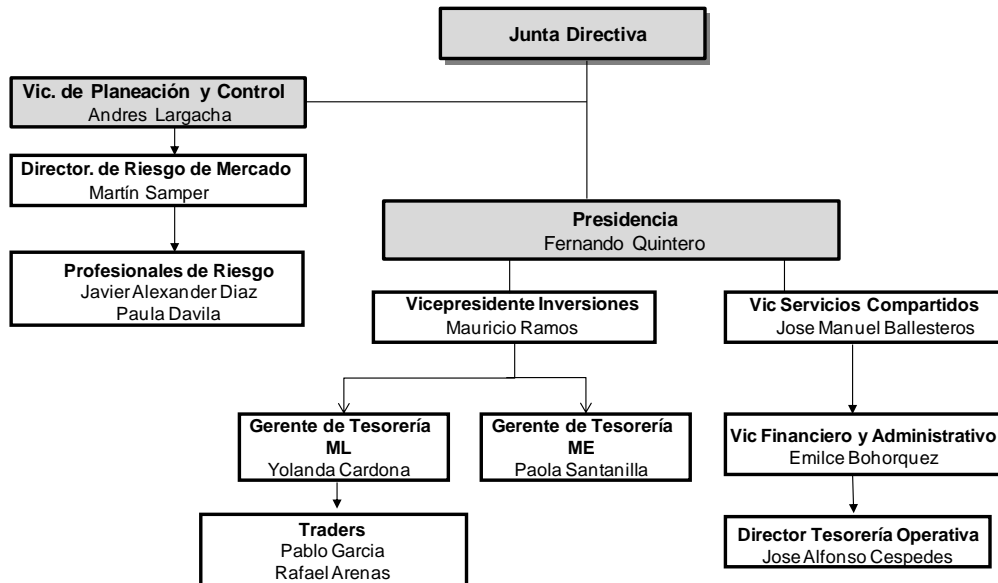 Junta Directiva
Vic. de Planeación y Control
Andres Largacha
Director. de Riesgo de Mercado
Martín Samper
Profesionales de Riesgo
Javier Alexander Diaz
Paula Davila
Presidencia
Fernando Quintero
Vicepresidente Inversiones
Mauricio Ramos
Vic Servicios Compartidos
Jose Manuel Ballesteros
Gerente de Tesorería
ML
Yolanda Cardona
Gerente de Tesorería
ME
Paola Santanilla
Vic Financiero y Administrativo
Emilce Bohorquez
Traders
Pablo Garcia
Rafael Arenas
Director Tesorería Operativa
Jose Alfonso Cespedes